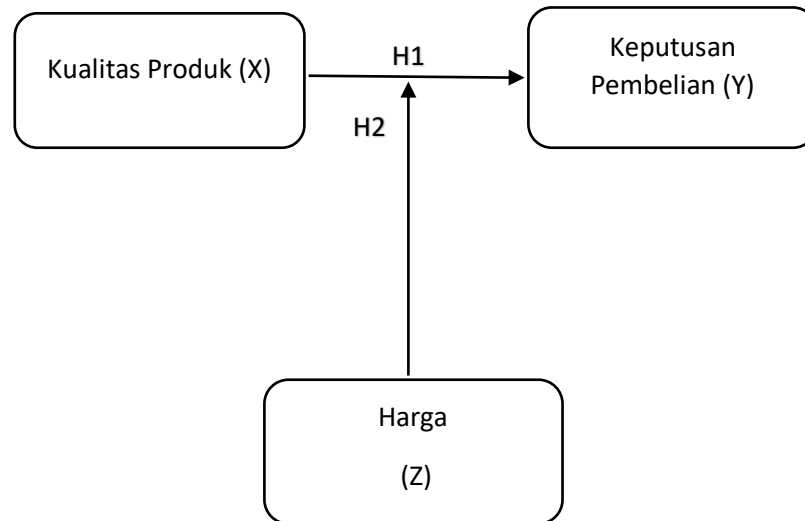 Kualitas Produk (X)
H1
Keputusan
Pembelian (Y)
H2
Harga
(Z)